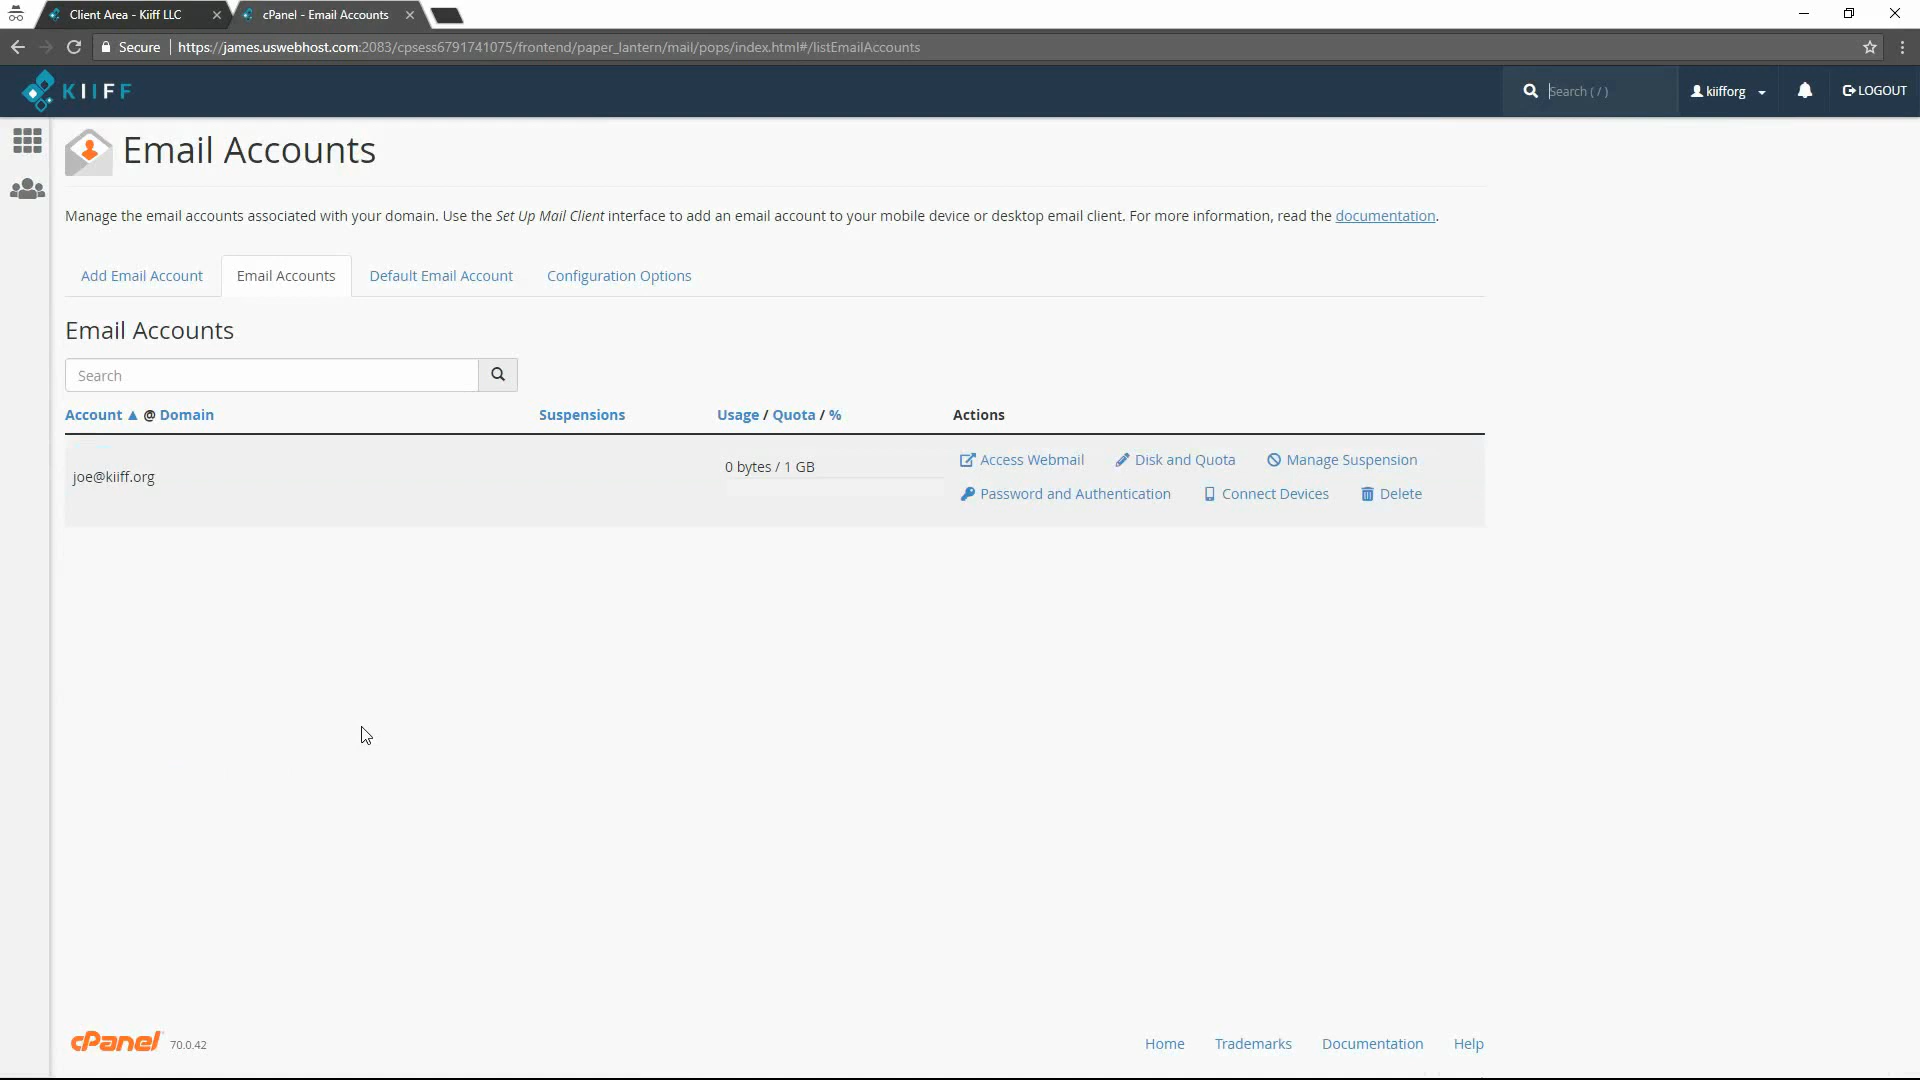 Client Area - Kiiff LLC
cPanel - Email Accounts
Secure
https://james.uswebhost.com:2083/cpsess6791741075/frontend/paper_lantern/mail/pops/index.html#/listEmailAccounts
KIIFF
Search ( / )
kiifforg
LOGOUT
Email Accounts
Manage the email accounts associated with your domain. Use the Set Up Mail Client interface to add an email account to your mobile device or desktop email client. For more information, read the documentation.
Add Email Account
Email Accounts
Default Email Account
Configuration Options
Email Accounts
Search
Account ▲ @ Domain
Suspensions
Usage / Quota / %
Actions
joe@kiiff.org
0 bytes / 1 GB
Access Webmail
Disk and Quota
Manage Suspension
Password and Authentication
Connect Devices
Delete
cPanel 70.0.42
Home
Trademarks
Documentation
Help